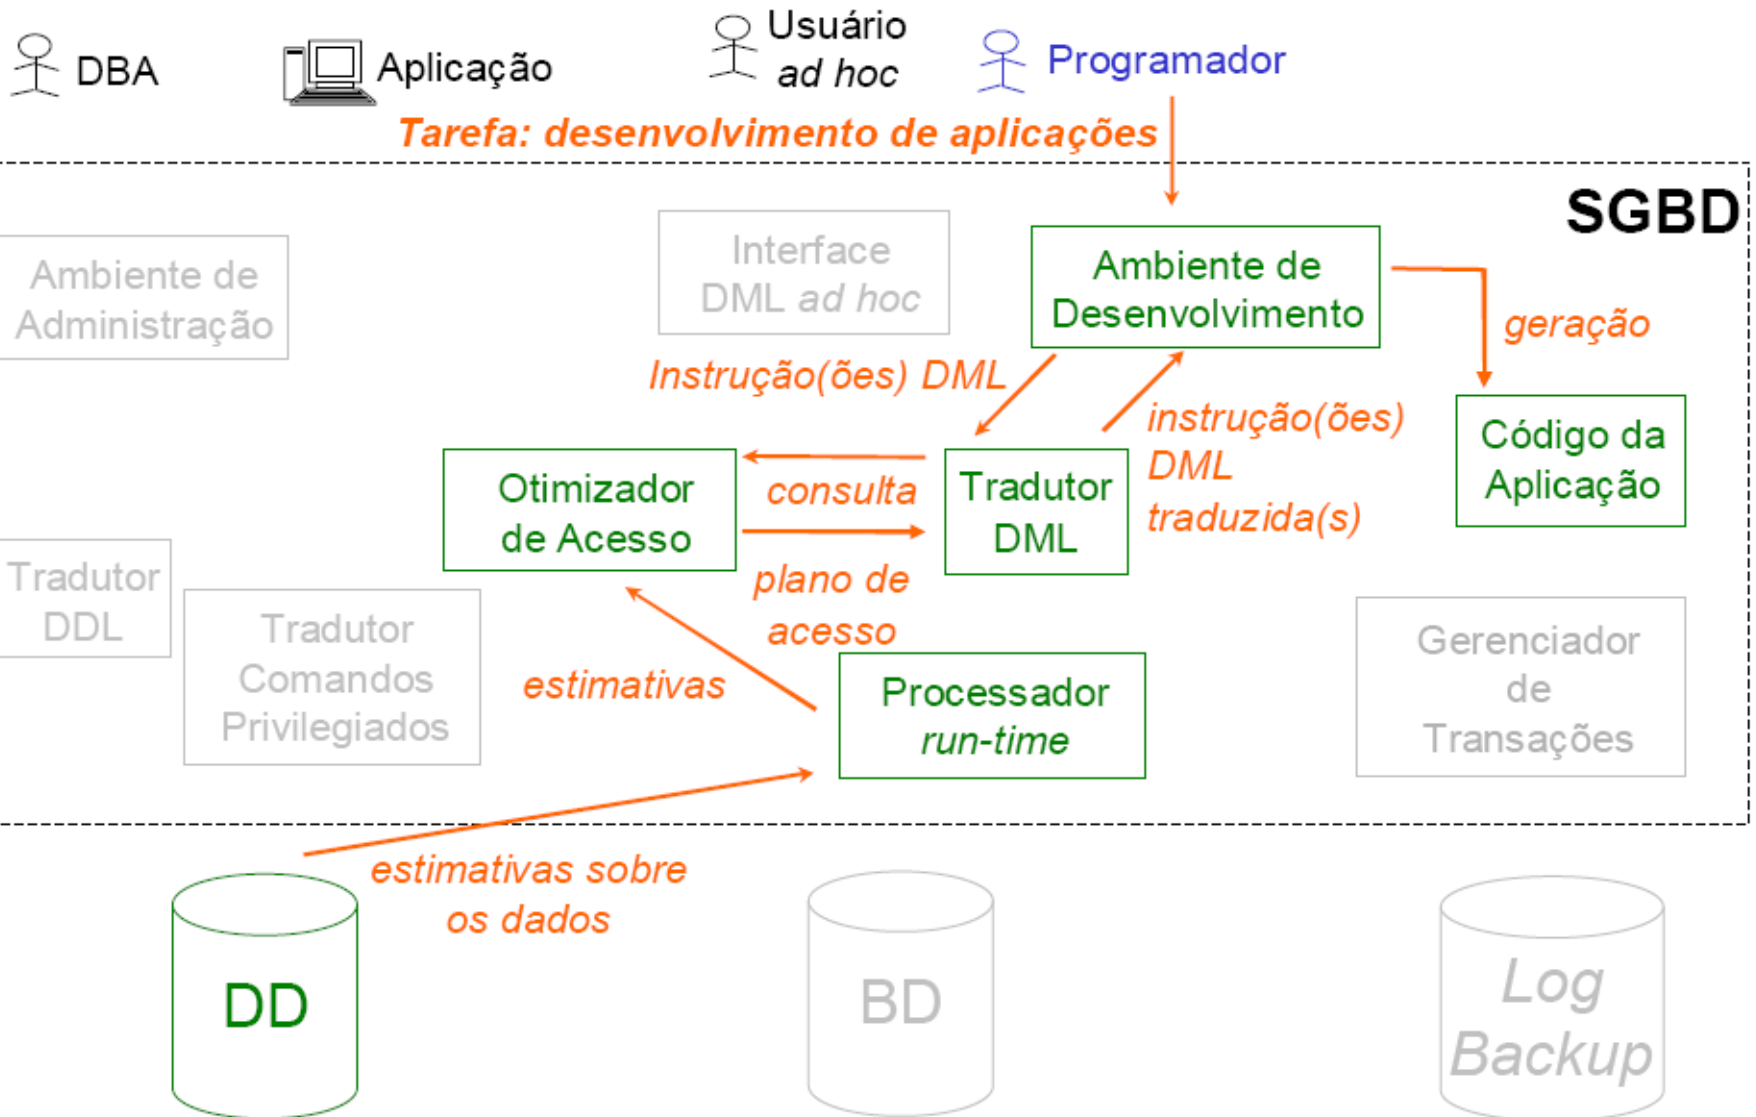 DBA
Aplicação
Usuário
ad hoc
Programador
Tarefa: desenvolvimento de aplicações
SGBD
Ambiente de
Administração
Interface
DML ad hoc
Ambiente de
Desenvolvimento
geração
Instrução(ões) DML
instrução(ões)
DML
traduzida(s)
Código da
Aplicação
Otimizador
de Acesso
consulta
Tradutor
DML
plano de
acesso
Tradutor
DDL
Tradutor
Comandos
Privilegiados
estimativas
Processador
run-time
Gerenciador
de
Transações
estimativas sobre
os dados
DD
BD
Log
Backup